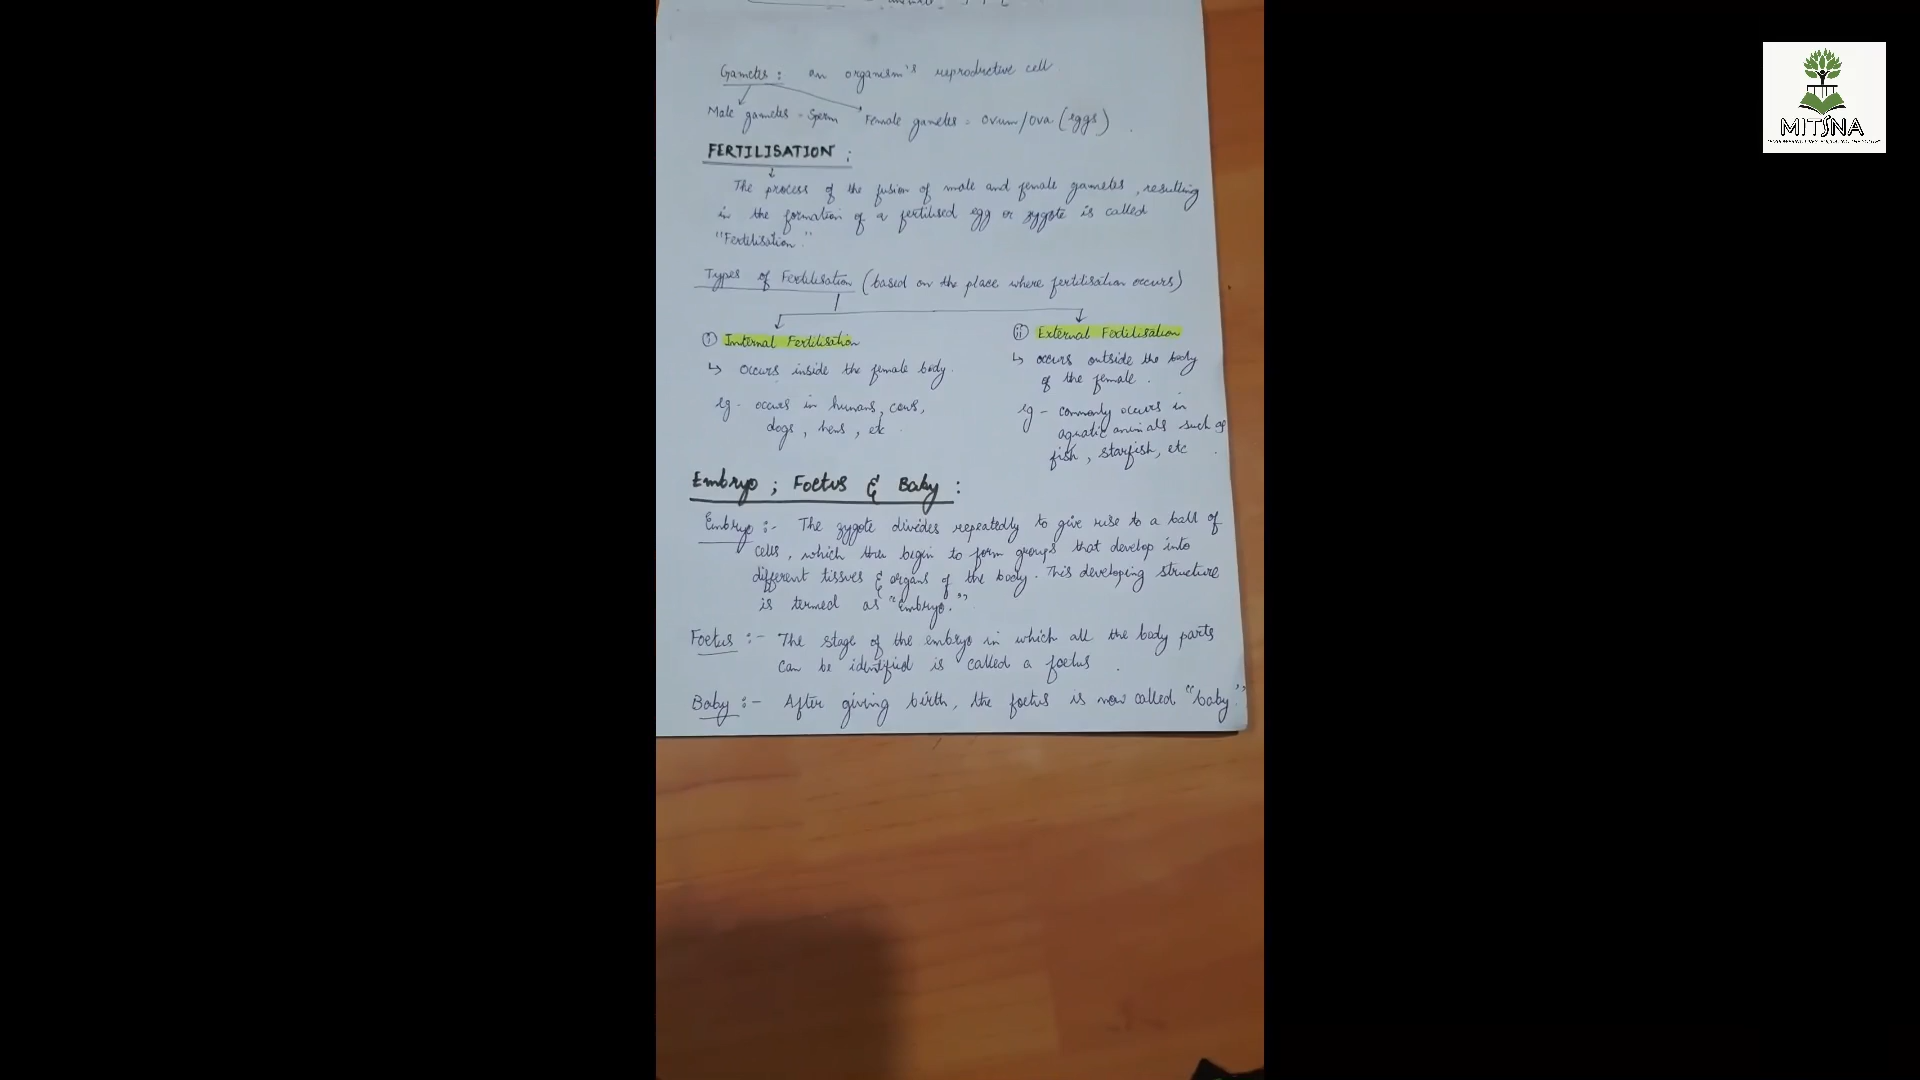 Gametes : an organism's reproductive cell
Male gametes = Sperm Female gametes = Ovum/Ova (eggs)
FERTILISATION :
The process of the fusion of male and female gametes, resulting
in the formation of a fertilised egg or zygote is called
"Fertilisation."
Types of Fertilisation (based on the place where fertilisation occurs)
(i) Internal Fertilisation
↳ occurs inside the female body.
eg - occurs in humans, cows,
dogs, hens, etc.
(ii) External Fertilisation
↳ occurs outside the body
of the female.
eg - commonly occurs in
aquatic animals such as
fish, starfish, etc.
Embryo ; Foetus & Baby :
Embryo :- The zygote divides repeatedly to give rise to a ball of
cells, which then begin to form groups that develop into
different tissues & organs of the body. This developing structure
is termed as "embryo."
Foetus :- The stage of the embryo in which all the body parts
can be identified is called a foetus.
Baby :- After giving birth, the foetus is now called "baby."
MITSNA